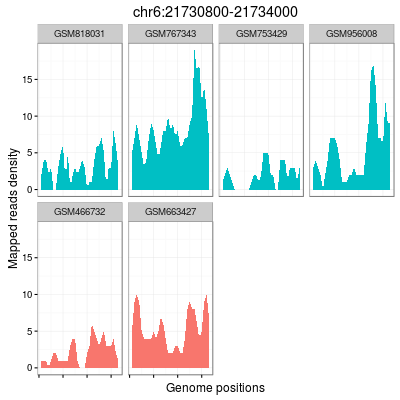 chr6:21730800-21734000
GSM818031 GSM767343 GSM753429 GSM956008
15
10
5
0
GSM466732 GSM663427
15
10
5
0
Mapped reads density
Genome positions